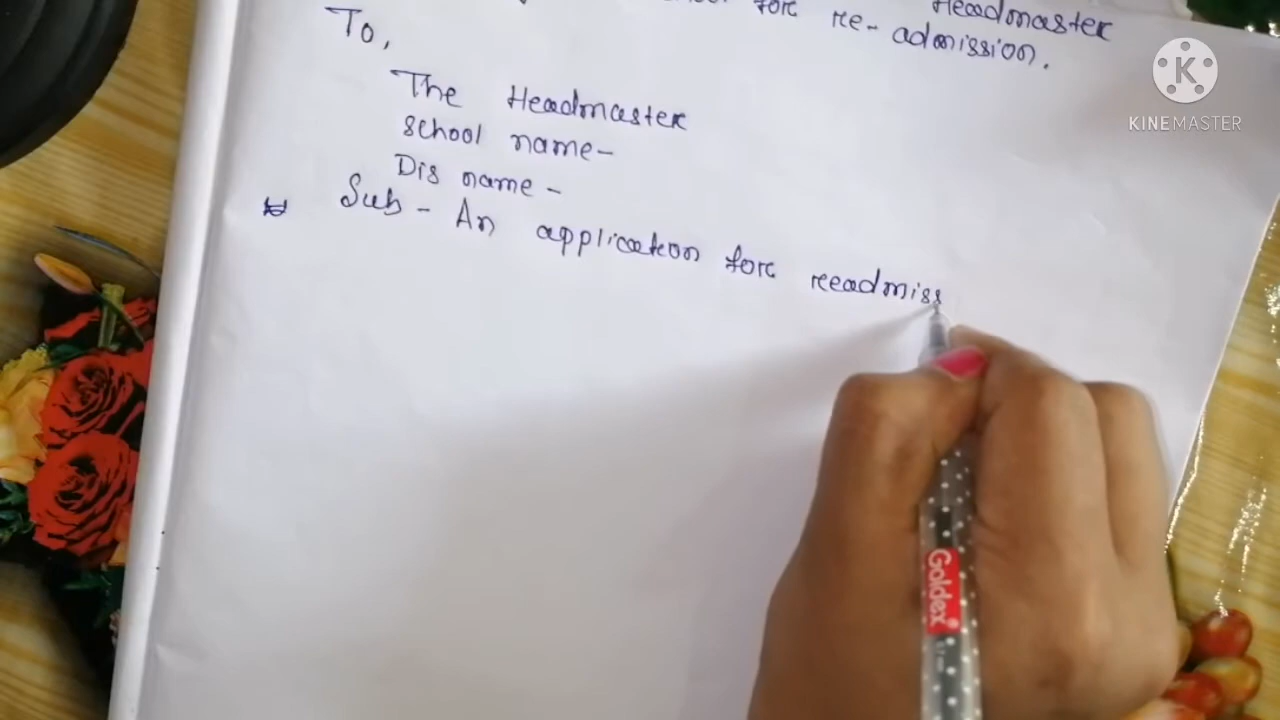 for re- Headmaster
admission.
To,
The Headmaster
School name-
Dis name -
Sub - An application for readmiss
Goldex
KINEMASTER